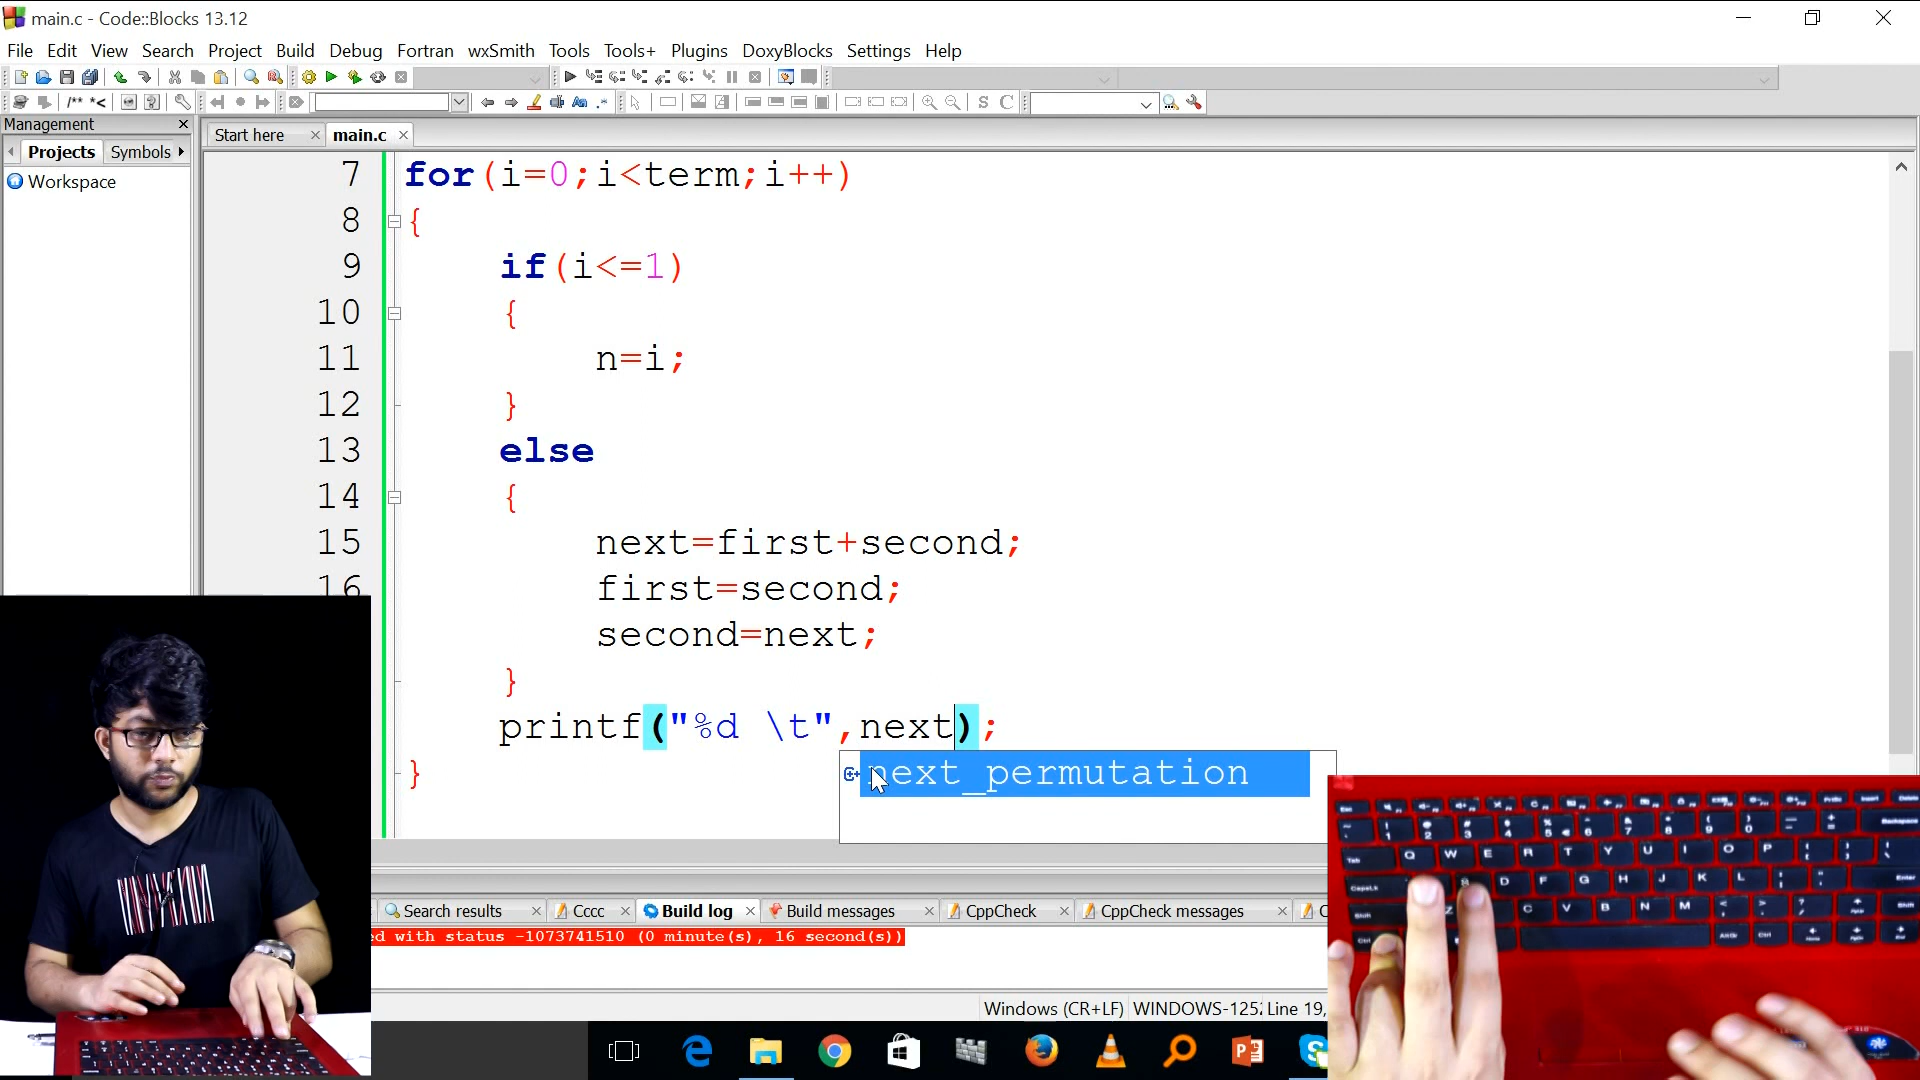 main.c - Code::Blocks 13.12
File Edit View Search Project Build Debug Fortran wxSmith Tools Tools+ Plugins DoxyBlocks Settings Help
/** *<
S C
Management
Start here main.c
Projects Symbols
Workspace
7 for(i=0;i<term;i++)
8 {
9 if(i<=1)
10 {
11 n=i;
12 }
13 else
14 {
15 next=first+second;
16 first=second;
second=next;
}
printf("%d \t",next);
next_permutation
}
Search results Cccc Build log Build messages CppCheck CppCheck messages
ed with status -1073741510 (0 minute(s), 16 second(s))
Windows (CR+LF) WINDOWS-1252 Line 19,
Q W E R T Y U I O P
D F G H J K L
Z C V B N M